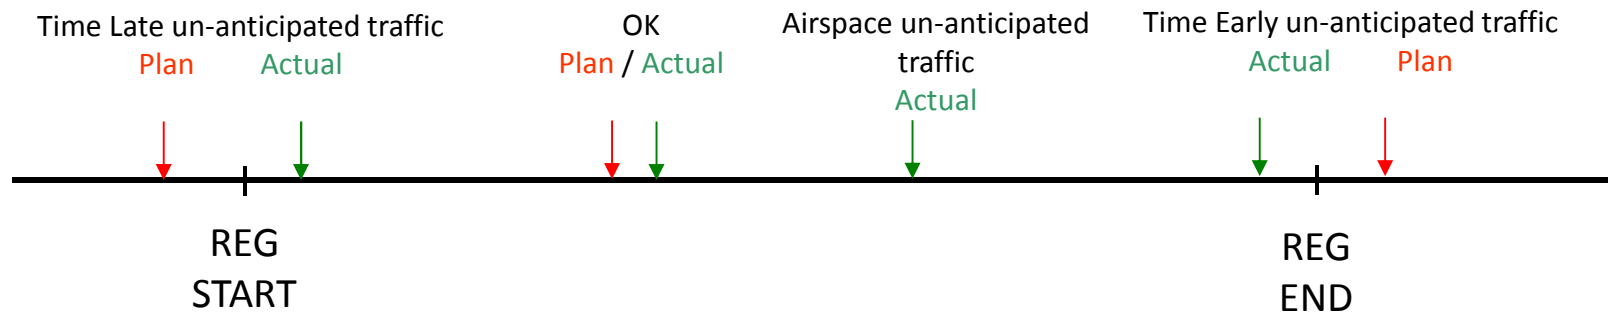 Time Late un-anticipated traffic
Plan Actual
OK
Plan / Actual
Airspace un-anticipated
traffic
Actual
Time Early un-anticipated traffic
Actual Plan
REG
START
REG
END